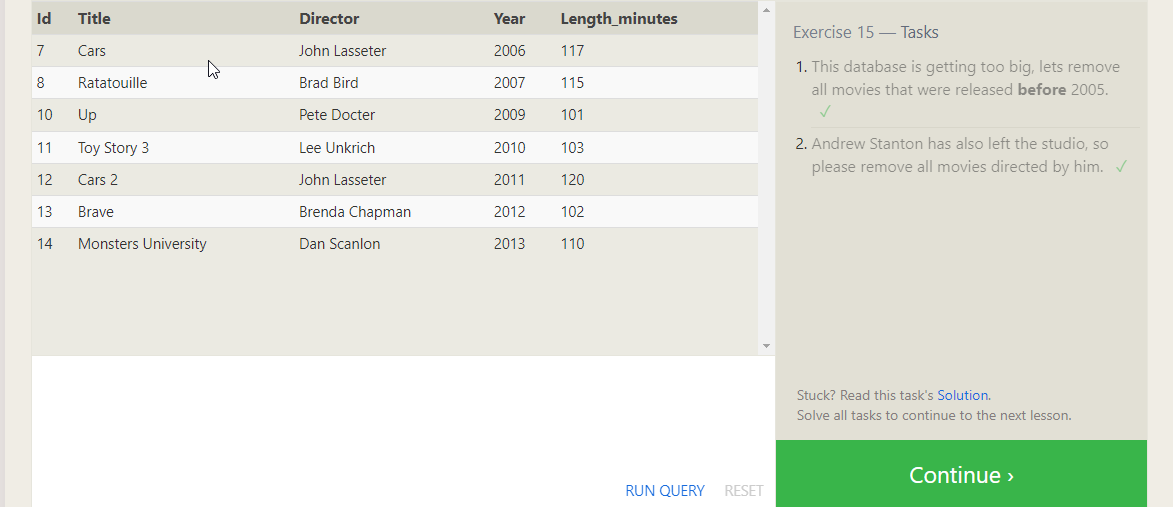 Id Title Director Year Length_minutes
7 Cars John Lasseter 2006 117
8 Ratatouille Brad Bird 2007 115
10 Up Pete Docter 2009 101
11 Toy Story 3 Lee Unkrich 2010 103
12 Cars 2 John Lasseter 2011 120
13 Brave Brenda Chapman 2012 102
14 Monsters University Dan Scanlon 2013 110
RUN QUERY RESET
Exercise 15 — Tasks
1. This database is getting too big, lets remove
all movies that were released before 2005.
✓
2. Andrew Stanton has also left the studio, so
please remove all movies directed by him. ✓
Stuck? Read this task's Solution.
Solve all tasks to continue to the next lesson.
Continue ›